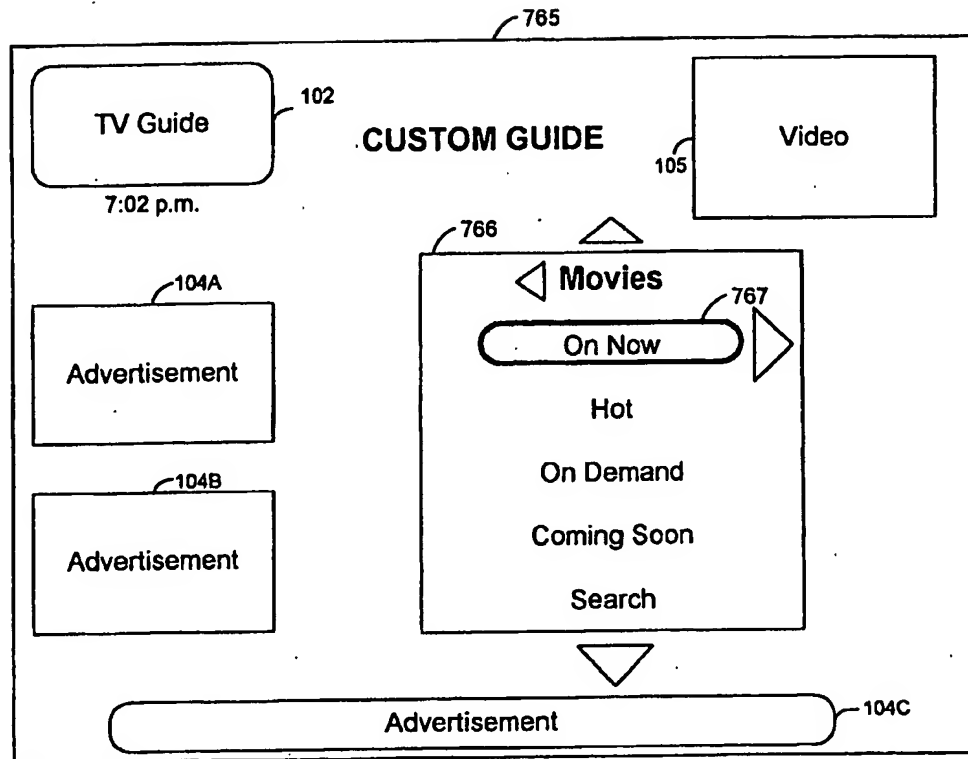 765
TV Guide
102
CUSTOM GUIDE
Video
105
7:02 p.m.
766
Movies
767
On Now
Hot
On Demand
Coming Soon
Search
104A
Advertisement
104B
Advertisement
Advertisement
104C